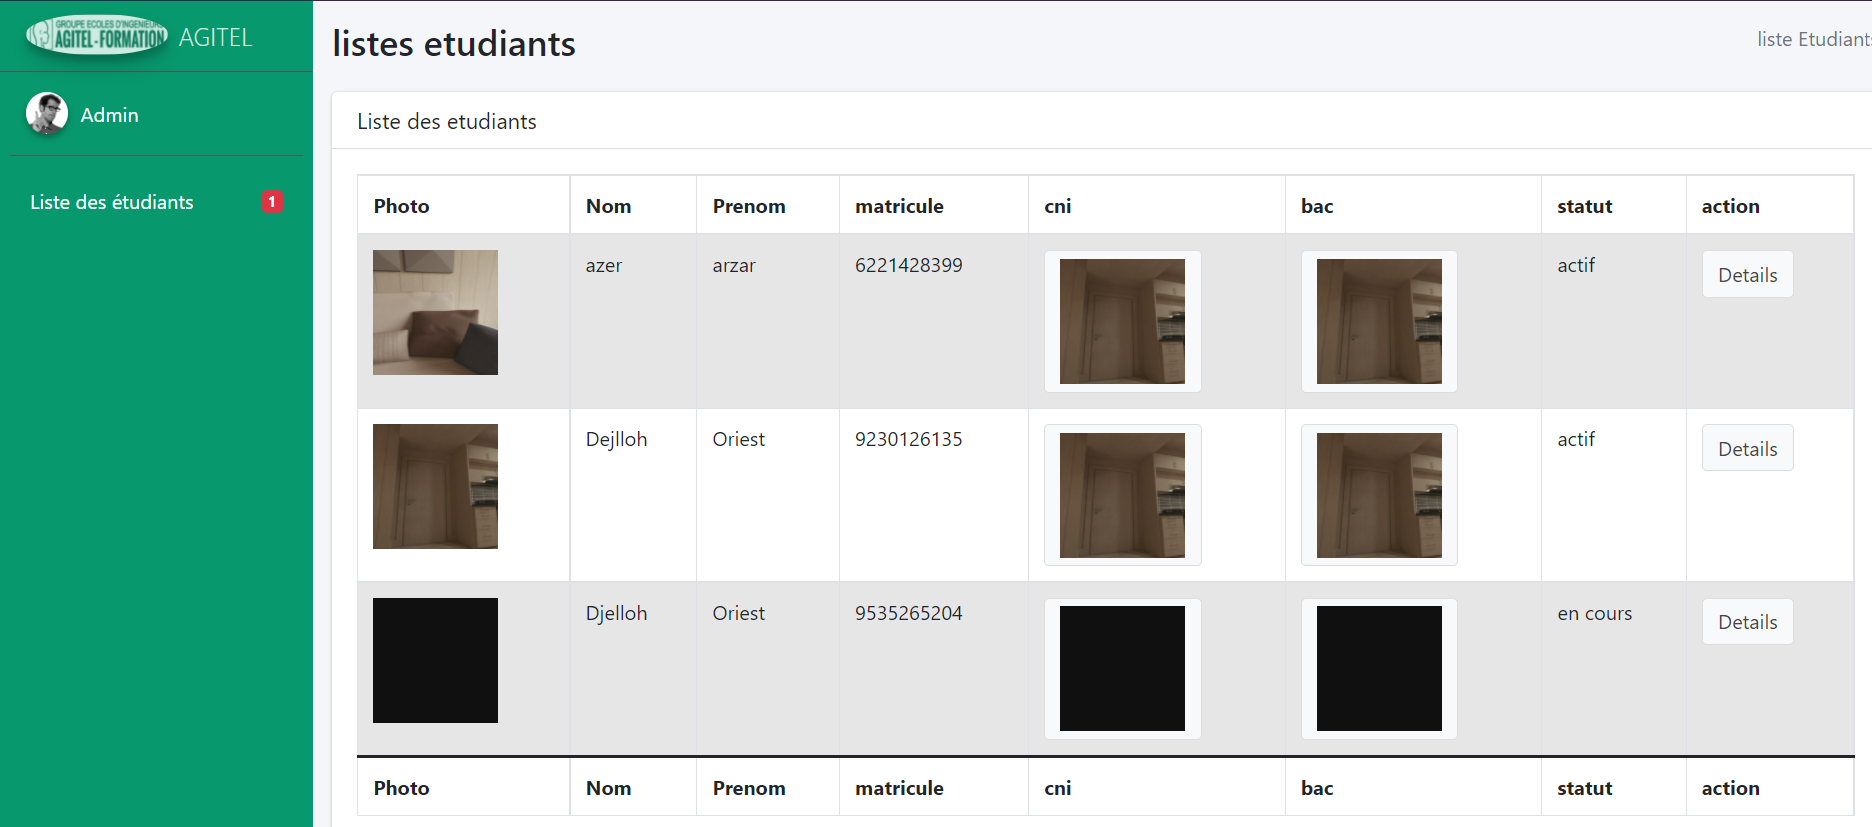 GROUPE ECOLES D'INGENIEUR
AGITEL-FORMATION
AGITEL
Admin
Liste des étudiants 1
listes etudiants
liste Etudiants
Liste des etudiants
Photo Nom Prenom matricule cni bac statut action
azer arzar 6221428399 actif Details
Dejlloh Oriest 9230126135 actif Details
Djelloh Oriest 9535265204 en cours Details
Photo Nom Prenom matricule cni bac statut action